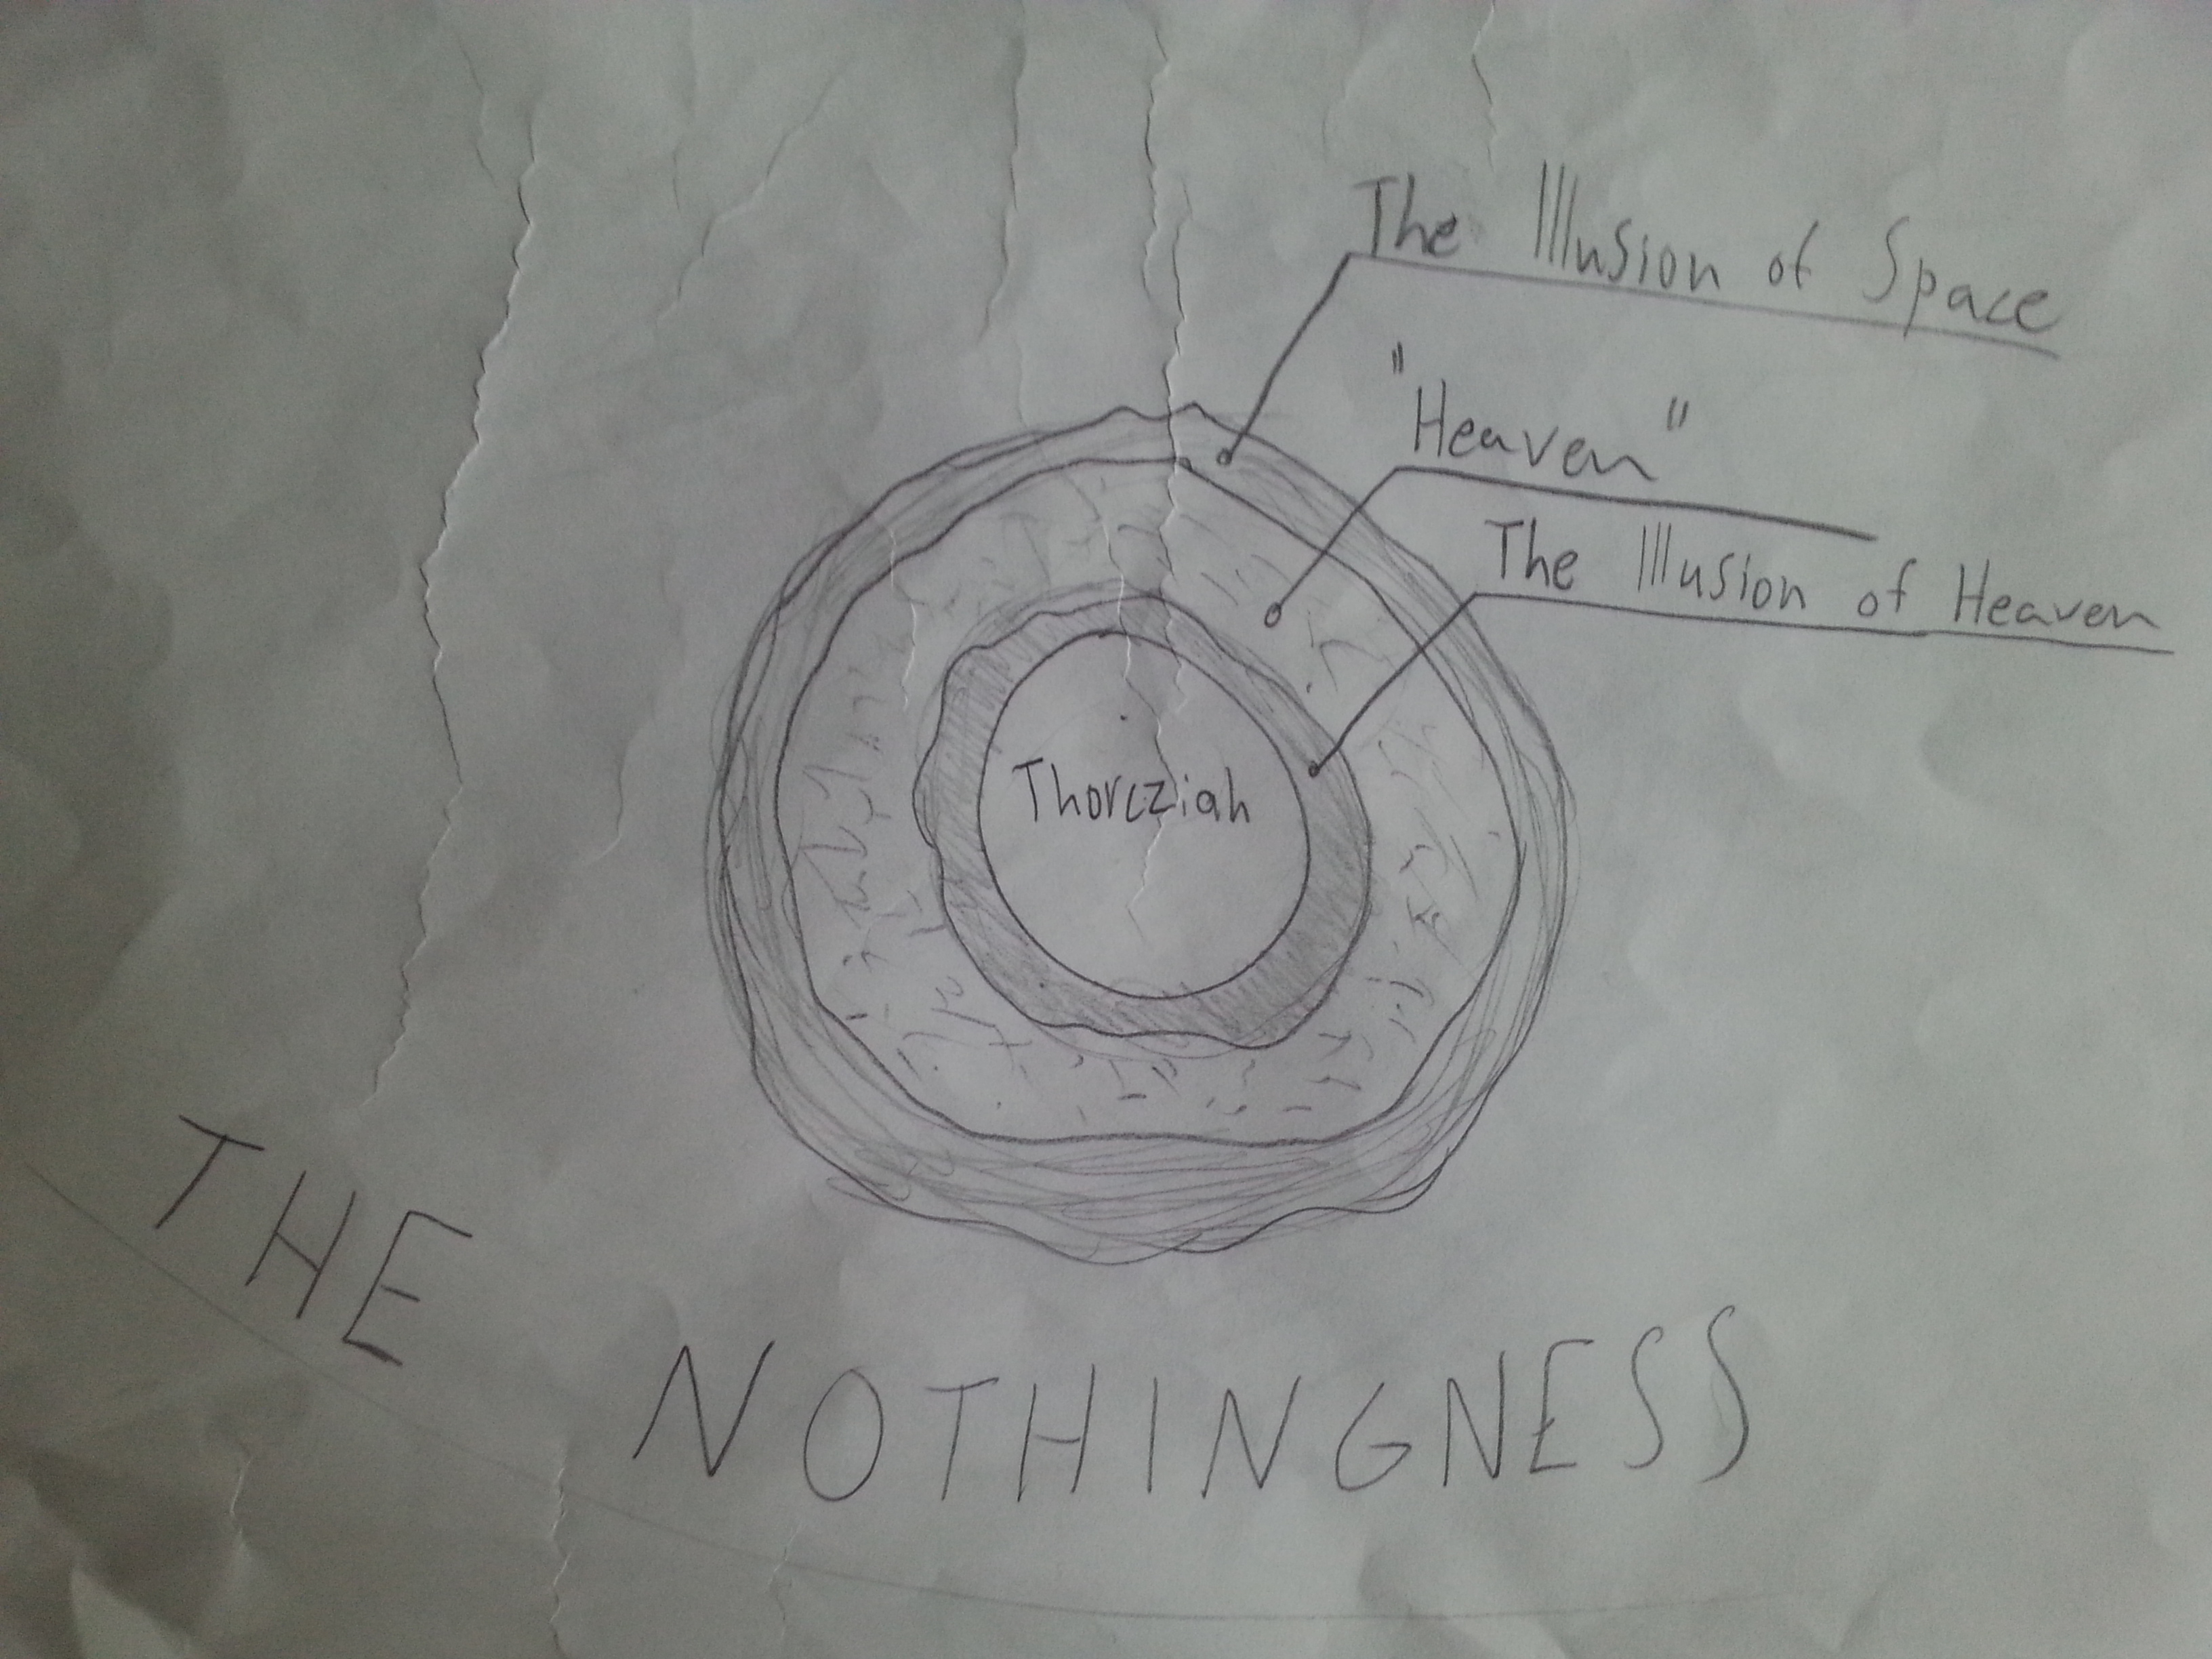 The Illusion of Space
"Heaven"
The Illusion of Heaven
Thorcziah
THE NOTHINGNESS